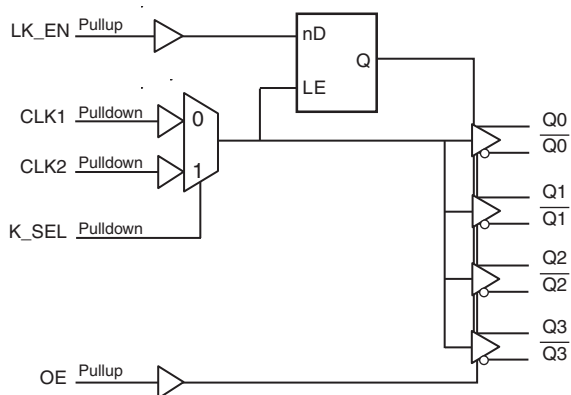 LK_EN Pullup
nD
Q
LE
CLK1 Pulldown
0
CLK2 Pulldown
1
K_SEL Pulldown
Q0
Q0
Q1
Q1
Q2
Q2
Q3
Q3
OE Pullup